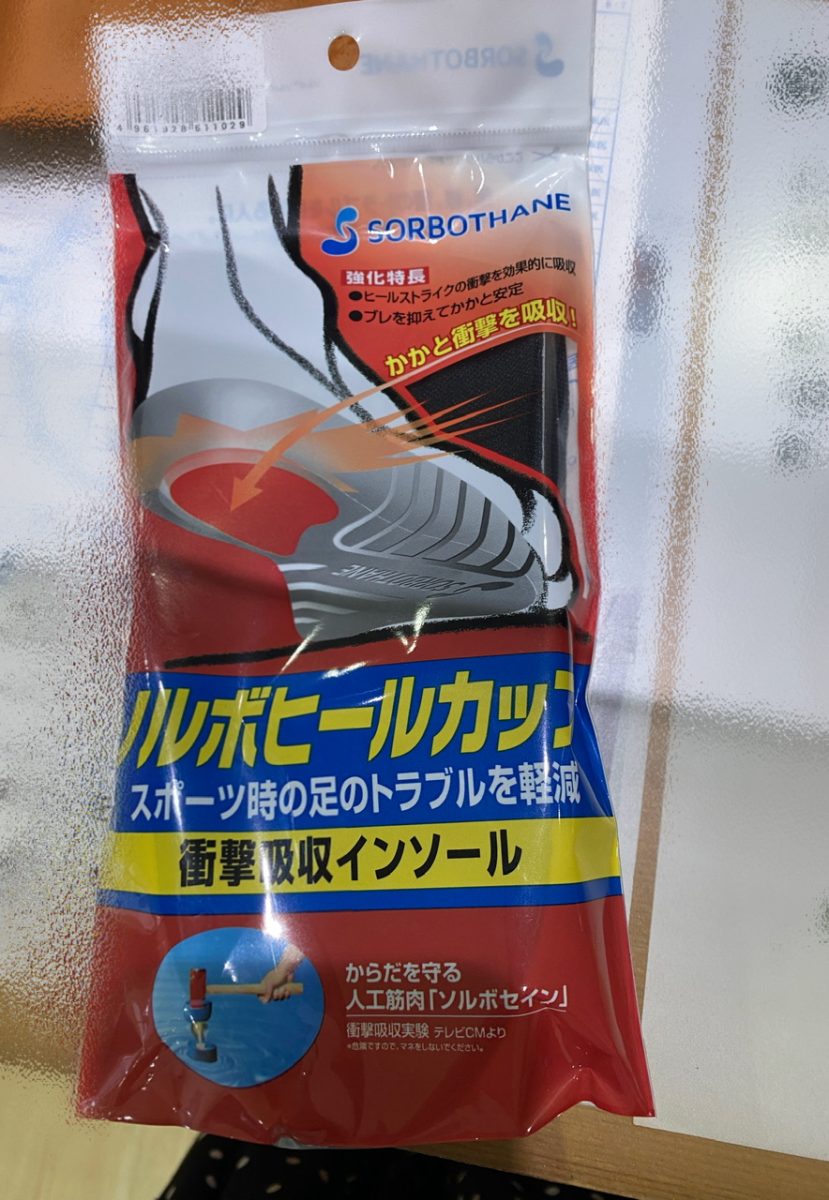 SORBOTHANE
4 961928 611029
SORBOTHANE
強化特長
●ヒールストライクの衝撃を効果的に吸収
●ブレを抑えてかかと安定
かかと衝撃を吸収!
SORBOTHANE
ソルボヒールカップ
スポーツ時の足のトラブルを軽減
衝撃吸収インソール
からだを守る
人工筋肉「ソルボセイン」
衝撃吸収実験 テレビCMより
*危険ですので、マネをしないでください。